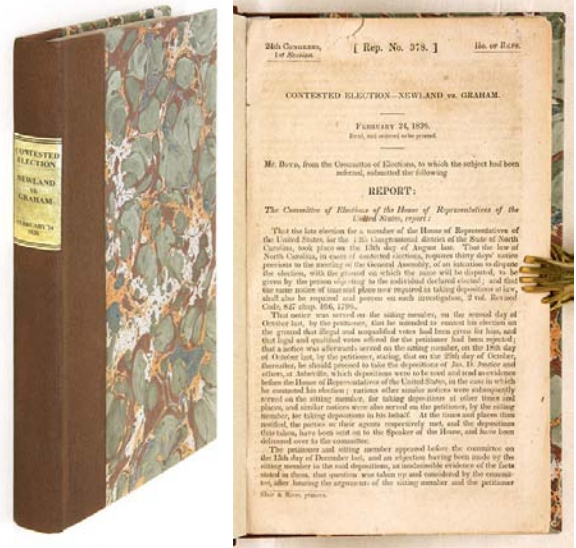 CONTESTED
ELECTION
NEWLAND
vs
GRAHAM
FEBRUARY 24
1836
24th Congress,
1st Session.
[ Rep. No. 378. ]
Ho. of Reps.
CONTESTED ELECTION—NEWLAND vs. GRAHAM.
February 24, 1836.
Read, and ordered to be printed.
Mr. Boyd, from the Committee of Elections, to which the subject had been
referred, submitted the following
REPORT:
The Committee of Elections of the House of Representatives of the
United States, report:
That the late election for a member of the House of Representatives of
the United States, for the 12th Congressional district of the State of North
Carolina, took place on the 13th day of August last. That the law of
North Carolina, in cases of contested elections, requires thirty days' notice
previous to the meeting of the General Assembly, of an intention to dispute
the election, with the ground on which the same will be disputed, to be
given by the person objecting to the individual declared elected; and that
the same notice of time and place now required in taking depositions at law,
shall also be required and persons on such investigation, 2 vol. Revised
Code, 847 chap. 1796.
That notice was served on the sitting member, on the second day of
October last, by the petitioner, that he intended to contest his election on
the ground that illegal and unqualified votes had been given for him, and
that legal and qualified votes offered for the petitioner had been rejected;
that a notice was afterwards served on the sitting member, on the 18th day
of October last, by the petitioner, stating, that on the 29th day of October,
thereafter, he should proceed to take the depositions of Jas. D. Justice and
others, at Asheville, which depositions were to be used and read as evidence
before the House of Representatives of the United States, in the case in which
he contested his election; various other similar notices were subsequently
served on the sitting member, for taking depositions at other times and
places, and similar notices were also served on the petitioner, by the sitting
member, for taking depositions in his behalf. At the times and places thus
notified, the parties or their agents respectively met, and the depositions
thus taken, have been sent on to the Speaker of the House, and have been
delivered over to the committee.
The petitioner and sitting member appeared before the committee on
the 15th day of December last, and an objection having been made by the
sitting member to the said depositions, as inadmissible evidence of the facts
stated in them, that question was taken up and considered by the commit-
tee, after hearing the arguments of the sitting member and the petitioner
Blair & Rives, printers.